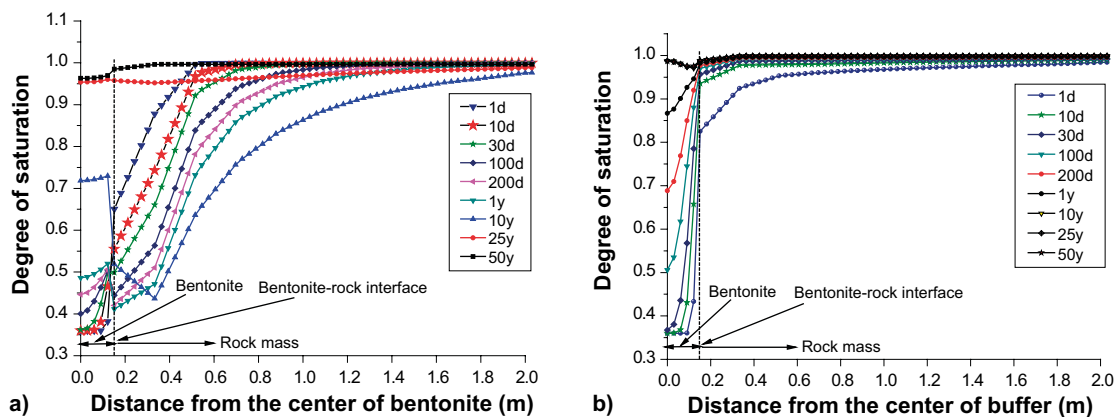 1.1
1.0
0.9
0.8
0.7
0.6
0.5
0.4
0.3
Degree of saturation
1d
10d
30d
100d
200d
1y
10y
25y
50y
Bentonite
Bentonite-rock interface
Rock mass
0.0 0.2 0.4 0.6 0.8 1.0 1.2 1.4 1.6 1.8 2.0
a) Distance from the center of bentonite (m)
1.1
1.0
0.9
0.8
0.7
0.6
0.5
0.4
0.3
Degree of saturation
1d
10d
30d
100d
200d
1y
10y
25y
50y
Bentonite
Bentonite-rock interface
Rock mass
0.0 0.2 0.4 0.6 0.8 1.0 1.2 1.4 1.6 1.8 2.0
b) Distance from the center of buffer (m)